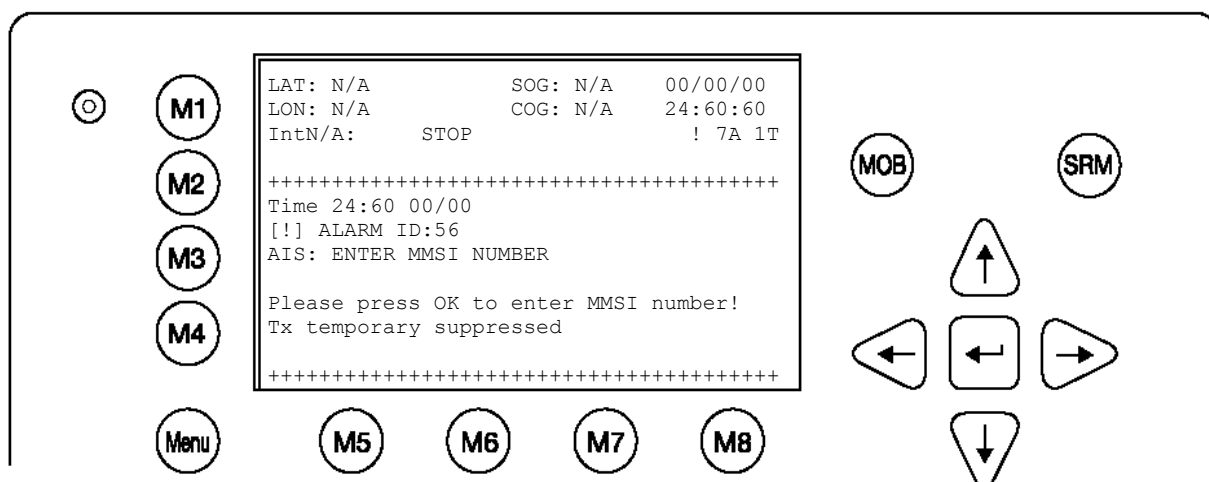 LAT: N/A SOG: N/A 00/00/00
LON: N/A COG: N/A 24:60:60
IntN/A: STOP ! 7A 1T
++++++++++++++++++++++++++++++++++++++++
Time 24:60 00/00
[!] ALARM ID:56
AIS: ENTER MMSI NUMBER
Please press OK to enter MMSI number!
Tx temporary suppressed
++++++++++++++++++++++++++++++++++++++++
M1
M2
M3
M4
Menu
M5 M6 M7 M8
MOB SRM